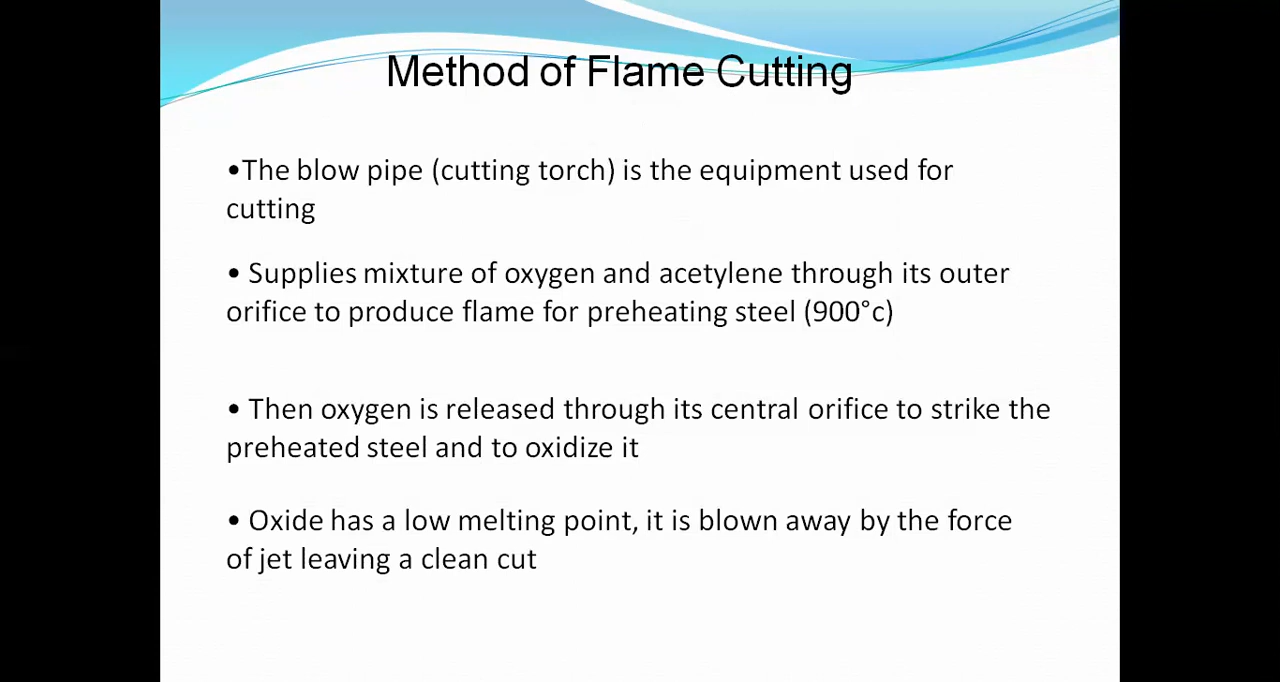 Method of Flame Cutting
•The blow pipe (cutting torch) is the equipment used for
cutting
• Supplies mixture of oxygen and acetylene through its outer
orifice to produce flame for preheating steel (900°c)
• Then oxygen is released through its central orifice to strike the
preheated steel and to oxidize it
• Oxide has a low melting point, it is blown away by the force
of jet leaving a clean cut